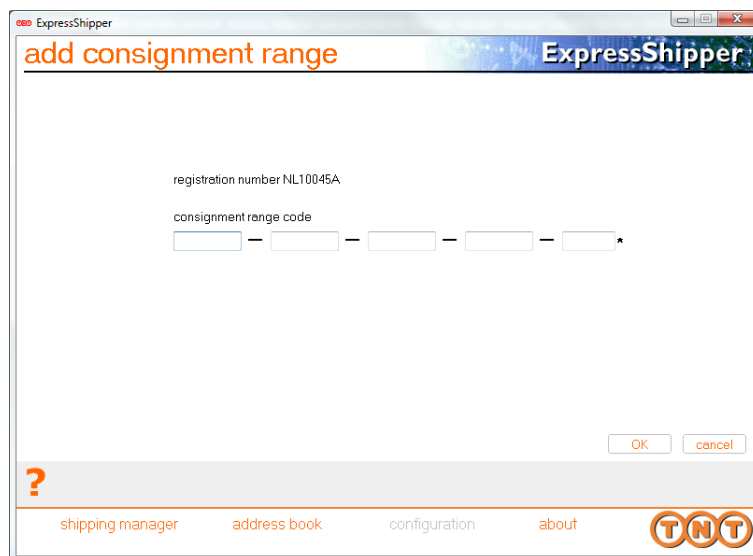 ExpressShipper
add consignment range
ExpressShipper
registration number NL10045A
consignment range code
— — — — *
OK cancel
?
shipping manager address book configuration about
TNT